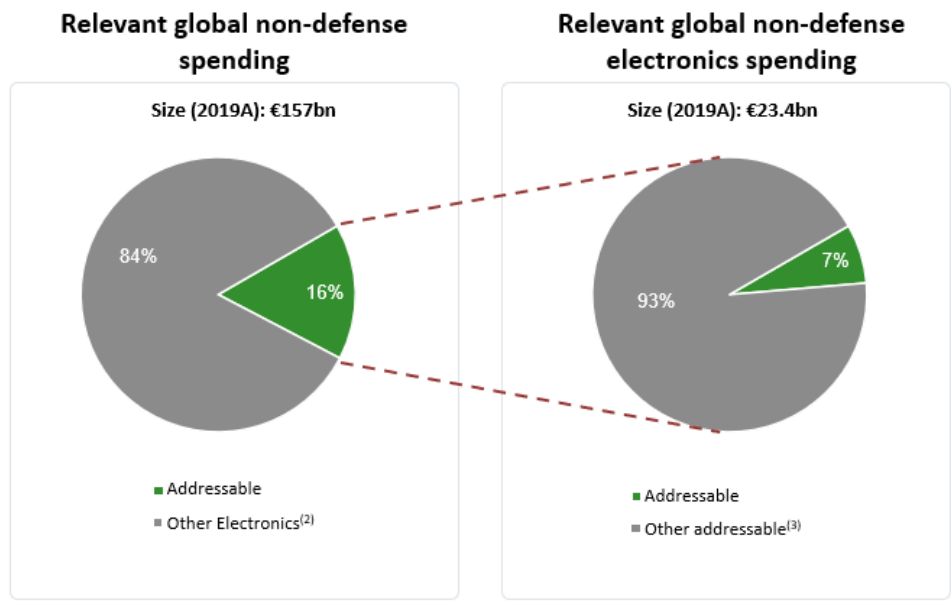 Relevant global non-defense
spending
Size (2019A): €157bn
84%
16%
Addressable
Other Electronics(2)
Relevant global non-defense
electronics spending
Size (2019A): €23.4bn
7%
93%
Addressable
Other addressable(3)